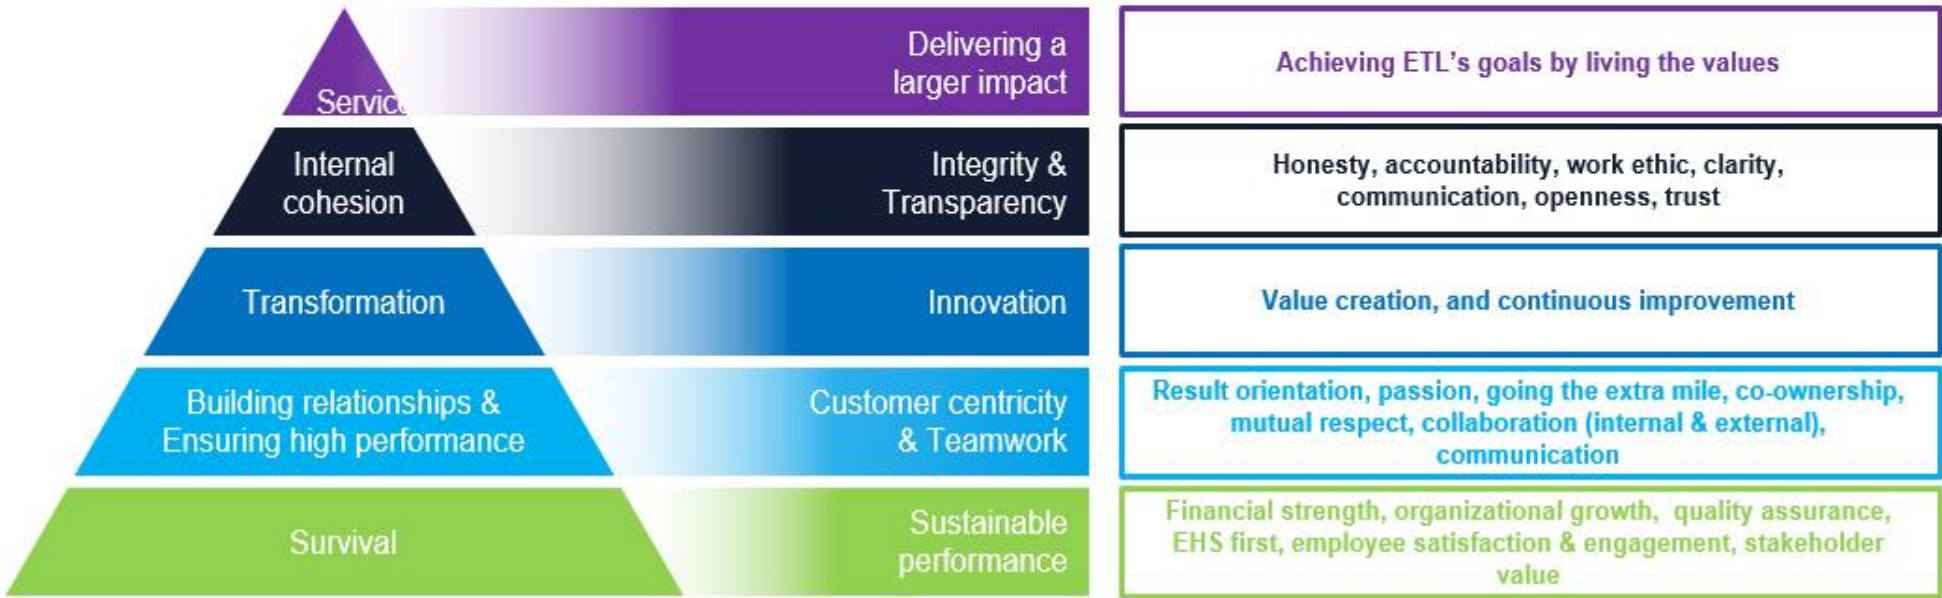 Service
Delivering a
larger impact
Achieving ETL's goals by living the values
Internal
cohesion
Integrity &
Transparency
Honesty, accountability, work ethic, clarity,
communication, openness, trust
Transformation
Innovation
Value creation, and continuous improvement
Building relationships &
Ensuring high performance
Customer centricity
& Teamwork
Result orientation, passion, going the extra mile, co-ownership,
mutual respect, collaboration (internal & external),
communication
Survival
Sustainable
performance
Financial strength, organizational growth, quality assurance,
EHS first, employee satisfaction & engagement, stakeholder
value